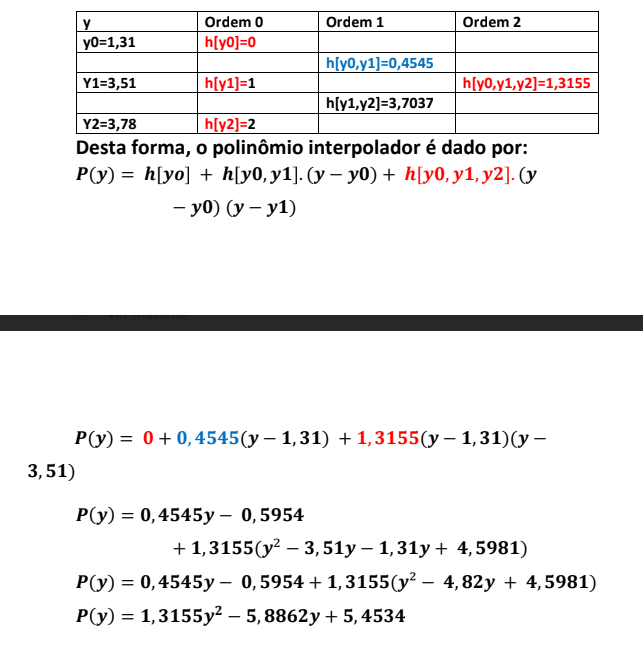 y Ordem 0 Ordem 1 Ordem 2
y0=1,31 h[y0]=0
h[y0,y1]=0,4545
Y1=3,51 h[y1]=1 h[y0,y1,y2]=1,3155
h[y1,y2]=3,7037
Y2=3,78 h[y2]=2
Desta forma, o polinômio interpolador é dado por:
P(y) = h[yo] + h[y0, y1]. (y − y0) + h[y0, y1, y2]. (y
− y0) (y − y1)
P(y) = 0 + 0,4545(y − 1,31) + 1,3155(y − 1,31)(y −
3,51)
P(y) = 0,4545y − 0,5954
+ 1,3155(y² − 3,51y − 1,31y + 4,5981)
P(y) = 0,4545y − 0,5954 + 1,3155(y² − 4,82y + 4,5981)
P(y) = 1,3155y² − 5,8862y + 5,4534